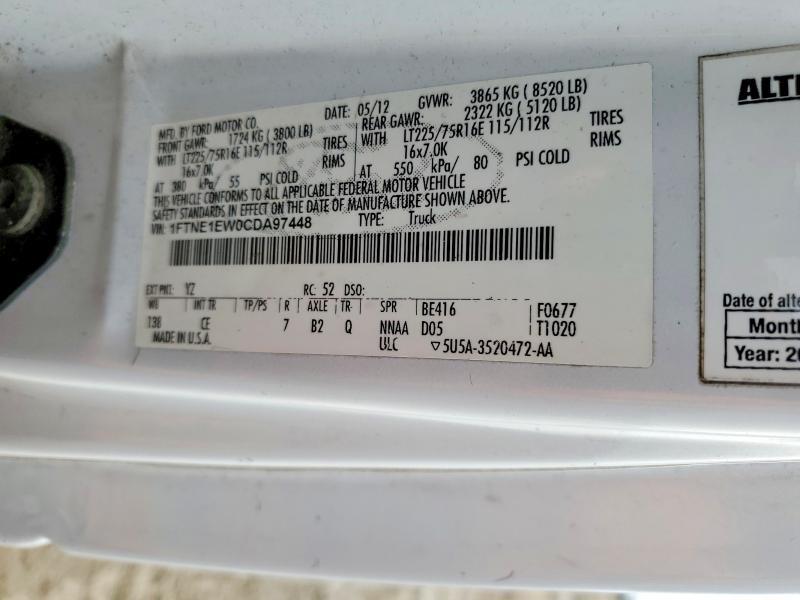 MFD. BY FORD MOTOR CO. DATE: 05/12 GVWR: 3865 KG ( 8520 LB)
FRONT GAWR: 1724 KG ( 3800 LB) REAR GAWR: 2322 KG ( 5120 LB)
WITH LT225/75R16E 115/112R TIRES WITH LT225/75R16E 115/112R TIRES
16x7.0K RIMS 16x7.0K RIMS
AT 380 kPa/ 55 PSI COLD AT 550 kPa/ 80 PSI COLD
THIS VEHICLE CONFORMS TO ALL APPLICABLE FEDERAL MOTOR VEHICLE
SAFETY STANDARDS IN EFFECT ON THE DATE OF MANUFACTURE SHOWN ABOVE.
VIN: 1FTNE1EW0CDA97448 TYPE: Truck
EXT PNT: YZ RC: 52 DSO:
WB INT TR TP/PS R AXLE TR SPR BE416 F0677
138 CE 7 B2 Q NNAA D05 T1020
MADE IN U.S.A. ULC ▽5U5A-3520472-AA
ALT
Date of alte
Month
Year: 20